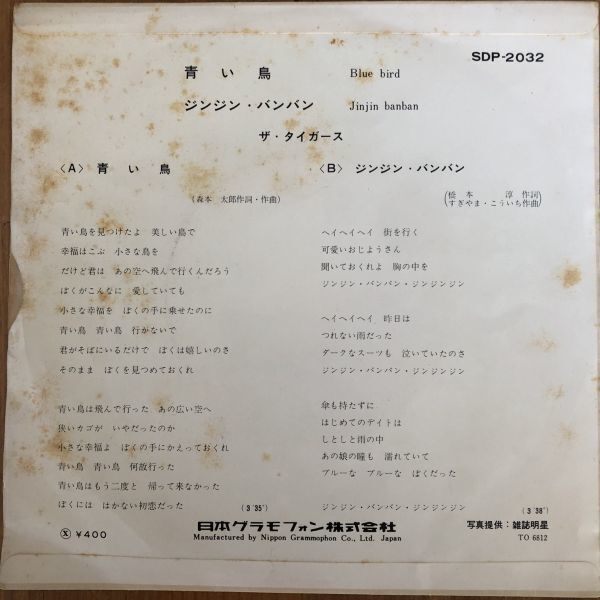 SDP-2032
青い鳥 Blue bird
ジンジン・バンバン Jinjin banban
ザ・タイガース
〈A〉 青い鳥
(森本 太郎作詞・作曲)
青い鳥を見つけたよ 美しい島で
幸福はこぶ 小さな鳥を
だけど君は あの空へ飛んで行くんだろう
ぼくがこんなに 愛していても
小さな幸福を ぼくの手に乗せたのに
青い鳥 青い鳥 行かないで
君がそばにいるだけで ぼくは嬉しいのさ
そのまま ぼくを見つめておくれ
青い鳥は飛んで行った あの広い空へ
狭いカゴが いやだったのか
小さな幸福よ ぼくの手にかえっておくれ
青い鳥 青い鳥 何故行った
青い鳥はもう二度と 帰って来なかった
ぼくには はかない初恋だった
(3′35″)
〈B〉 ジンジン・バンバン
(橋本 淳 作詞
すぎやま・こういち作曲)
ヘイヘイヘイ 街を行く
可愛いおじょうさん
聞いておくれよ 胸の中を
ジンジン・バンバン・ジンジンジン
ヘイヘイヘイ 昨日は
つれない雨だった
ダークなスーツも 泣いていたのさ
ジンジン・バンバン・ジンジンジン
傘も持たずに
はじめてのデイトは
しとしと雨の中
あの娘の瞳も 濡れていて
ブルーな ブルーな ぼくだった
ジンジン・バンバン・ジンジンジン
(3′38″)
Ⓧ ¥400
日本グラモフォン株式会社
Manufactured by Nippon Grammophon Co., Ltd. Japan
写真提供：雑誌明星
TO 6812